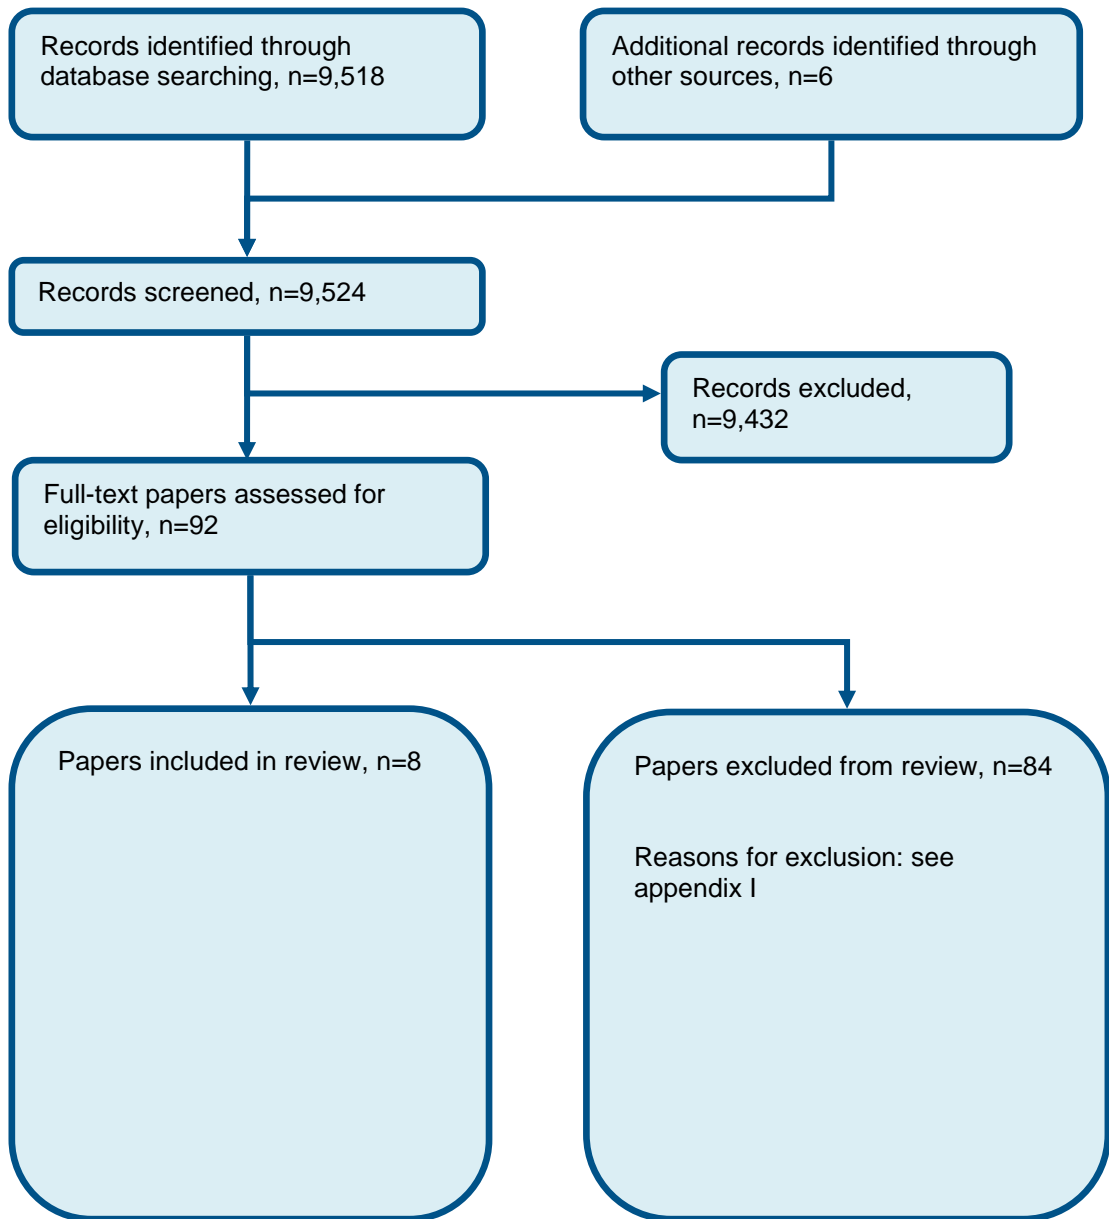 Records identified through
database searching, n=9,518
Additional records identified through
other sources, n=6
Records screened, n=9,524
Records excluded,
n=9,432
Full-text papers assessed for
eligibility, n=92
Papers included in review, n=8
Papers excluded from review, n=84
Reasons for exclusion: see
appendix I